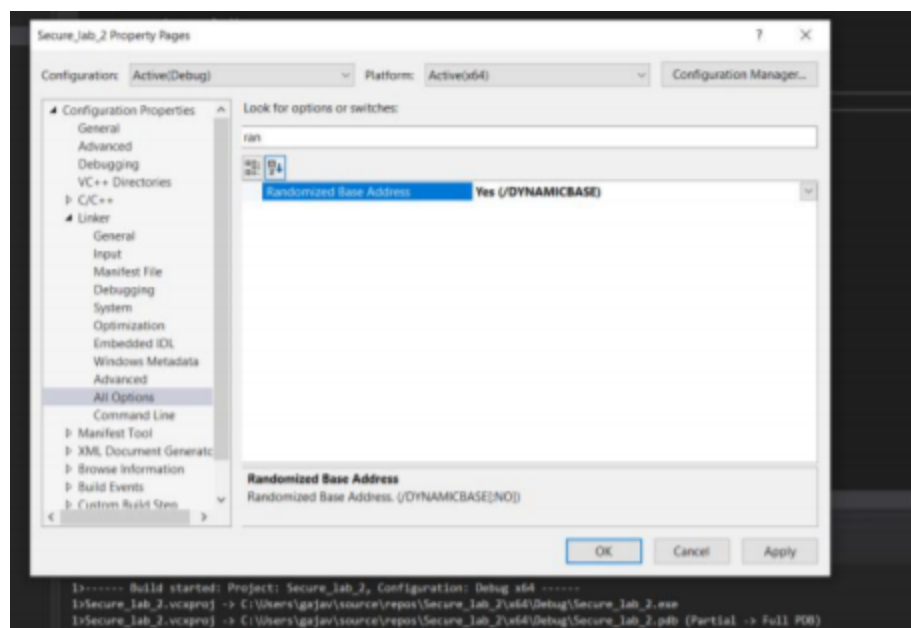 Secure_lab_2 Property Pages ? ×
Configuration: Active(Debug) Platform: Active(x64) Configuration Manager...
Configuration Properties
General
Advanced
Debugging
VC++ Directories
C/C++
Linker
General
Input
Manifest File
Debugging
System
Optimization
Embedded IDL
Windows Metadata
Advanced
All Options
Command Line
Manifest Tool
XML Document Generatc
Browse Information
Build Events
Custom Build Step
Look for options or switches:
ran
Randomized Base Address Yes (/DYNAMICBASE)
Randomized Base Address
Randomized Base Address. (/DYNAMICBASE[:NO])
OK Cancel Apply
1>------ Build started: Project: Secure_lab_2, Configuration: Debug x64 ------
1>Secure_lab_2.vcxproj -> C:\Users\gajav\source\repos\Secure_lab_2\x64\Debug\Secure_lab_2.exe
1>Secure_lab_2.vcxproj -> C:\Users\gajav\source\repos\Secure_lab_2\x64\Debug\Secure_lab_2.pdb (Partial -> Full PDB)